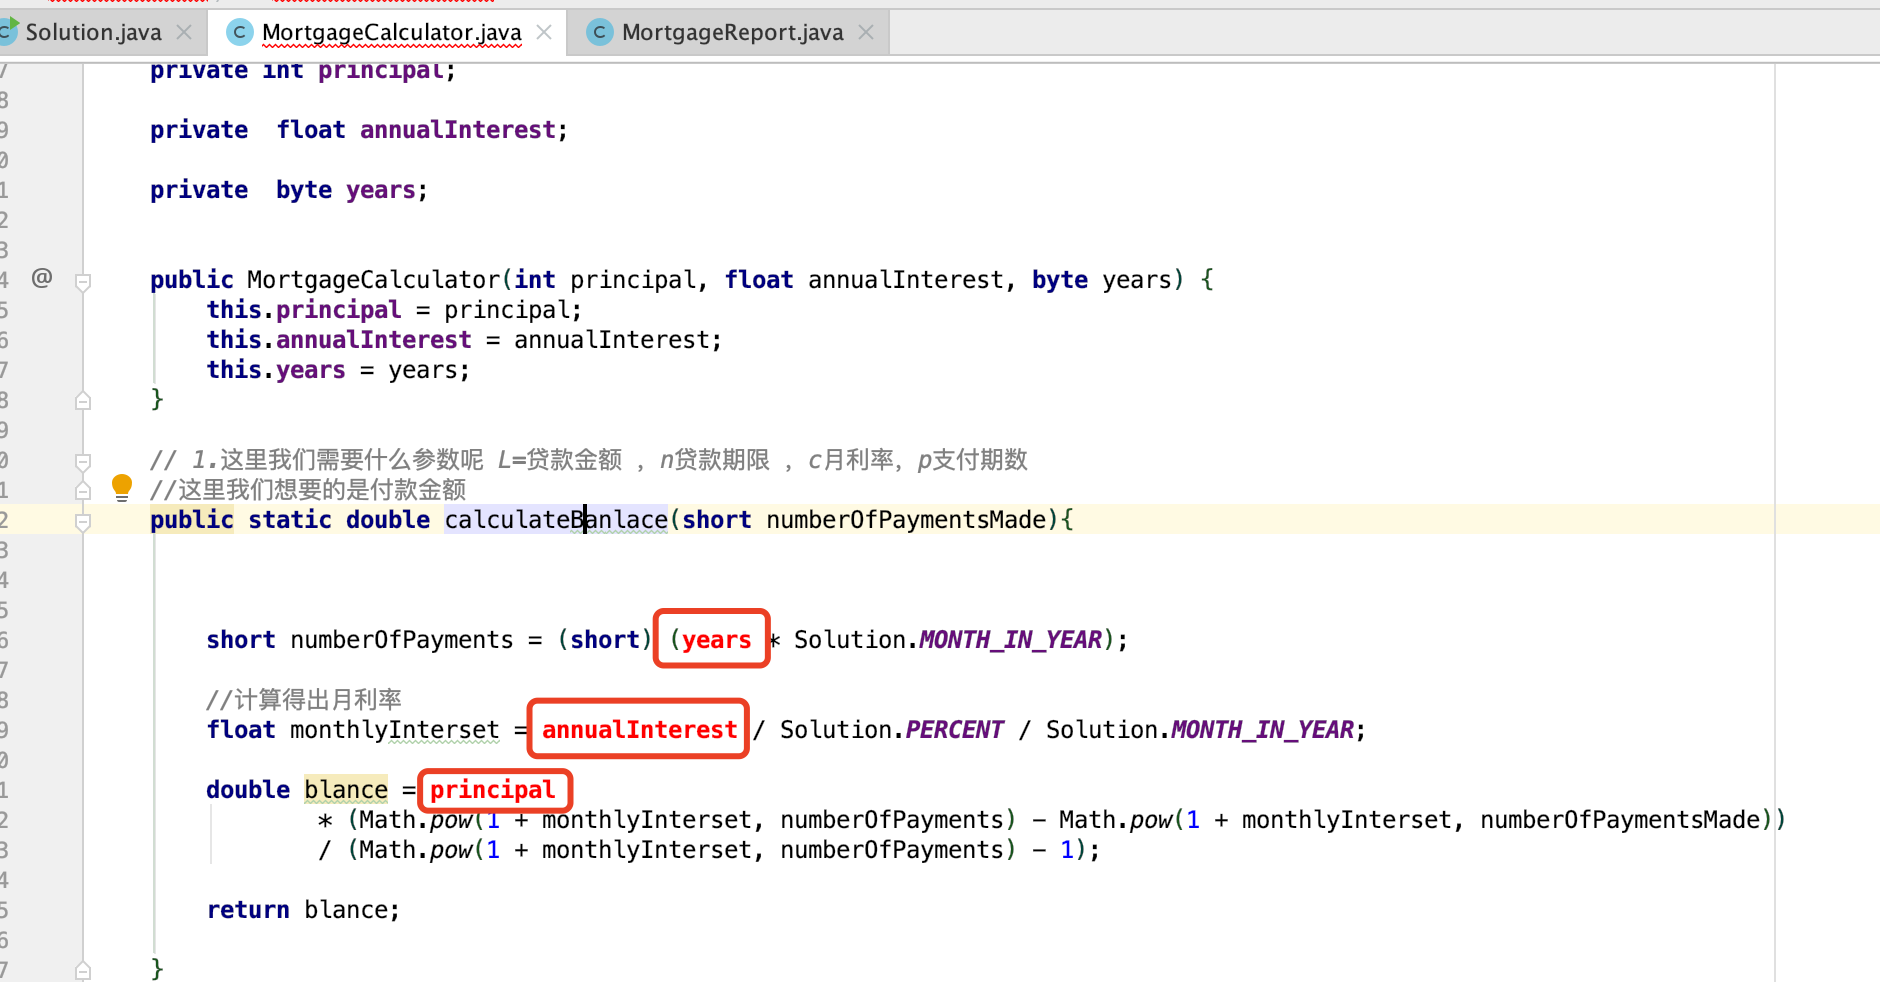 Solution.java MortgageCalculator.java MortgageReport.java
7 private int principal;
8
9 private  float annualInterest;
0
1 private  byte years;
2
3
4 @ public MortgageCalculator(int principal, float annualInterest, byte years) {
5 this.principal = principal;
6 this.annualInterest = annualInterest;
7 this.years = years;
8 }
9
0 // 1.这里我们需要什么参数呢 L=贷款金额 ，n贷款期限 ，c月利率，p支付期数
1 //这里我们想要的是付款金额
2 public static double calculateBanlace(short numberOfPaymentsMade){
3
4
5
6 short numberOfPayments = (short) (years * Solution.MONTH_IN_YEAR);
7
8 //计算得出月利率
9 float monthlyInterset = annualInterest / Solution.PERCENT / Solution.MONTH_IN_YEAR;
0
1 double blance = principal
2 * (Math.pow(1 + monthlyInterset, numberOfPayments) - Math.pow(1 + monthlyInterset, numberOfPaymentsMade))
3 / (Math.pow(1 + monthlyInterset, numberOfPayments) - 1);
4
5 return blance;
6
7 }